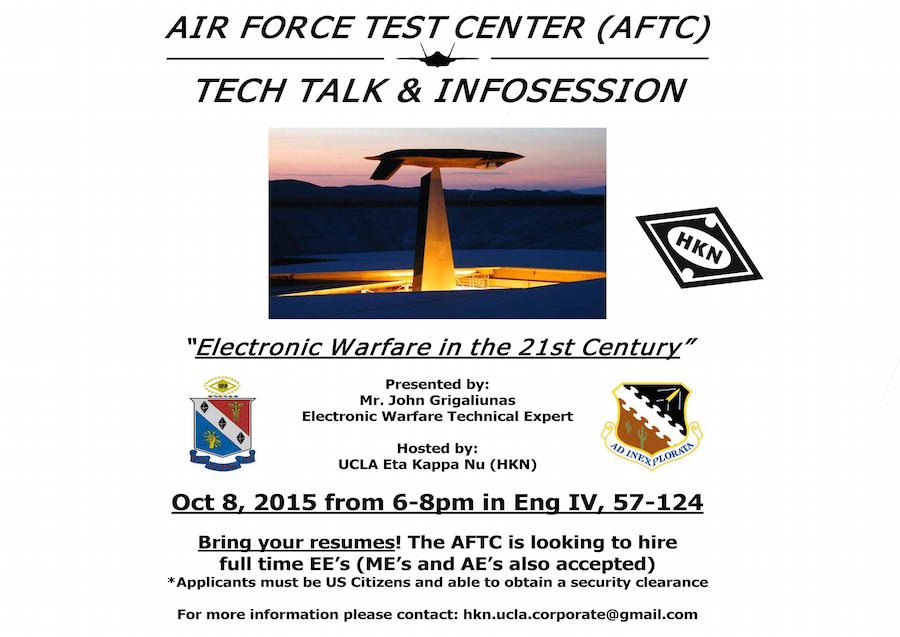 AIR FORCE TEST CENTER (AFTC)
TECH TALK & INFOSESSION
HKN
“Electronic Warfare in the 21st Century”
Presented by:
Mr. John Grigaliunas
Electronic Warfare Technical Expert
Hosted by:
UCLA Eta Kappa Nu (HKN)
AD INEXPLORATA
Oct 8, 2015 from 6-8pm in Eng IV, 57-124
Bring your resumes! The AFTC is looking to hire
full time EE’s (ME’s and AE’s also accepted)
*Applicants must be US Citizens and able to obtain a security clearance
For more information please contact: hkn.ucla.corporate@gmail.com